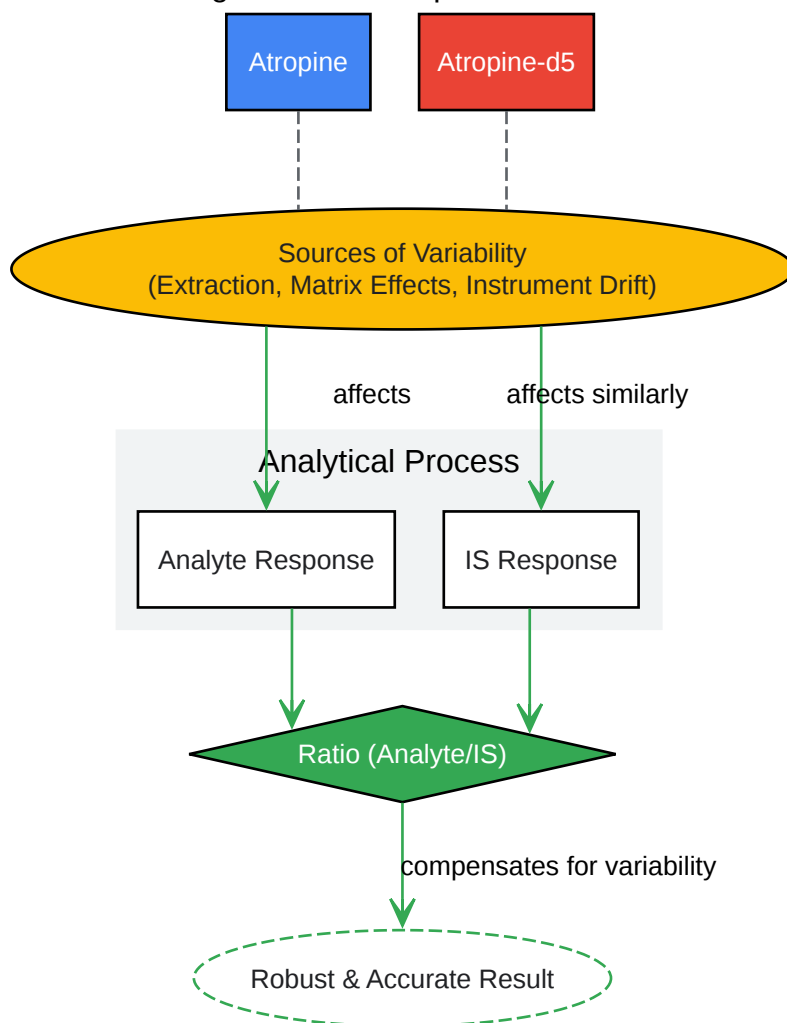 Atropine
Atropine-d5
Sources of Variability
(Extraction, Matrix Effects, Instrument Drift)
affects
affects similarly
Analytical Process
Analyte Response
IS Response
Ratio (Analyte/IS)
compensates for variability
Robust & Accurate Result